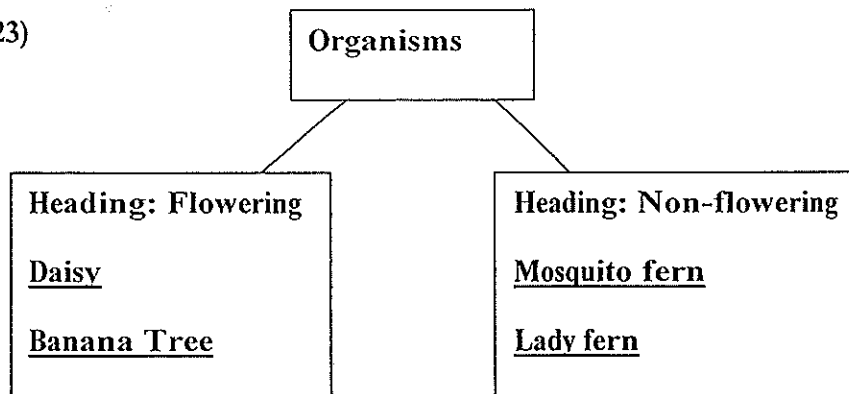 23)
Organisms
Heading: Flowering
Daisy
Banana Tree
Heading: Non-flowering
Mosquito fern
Lady fern